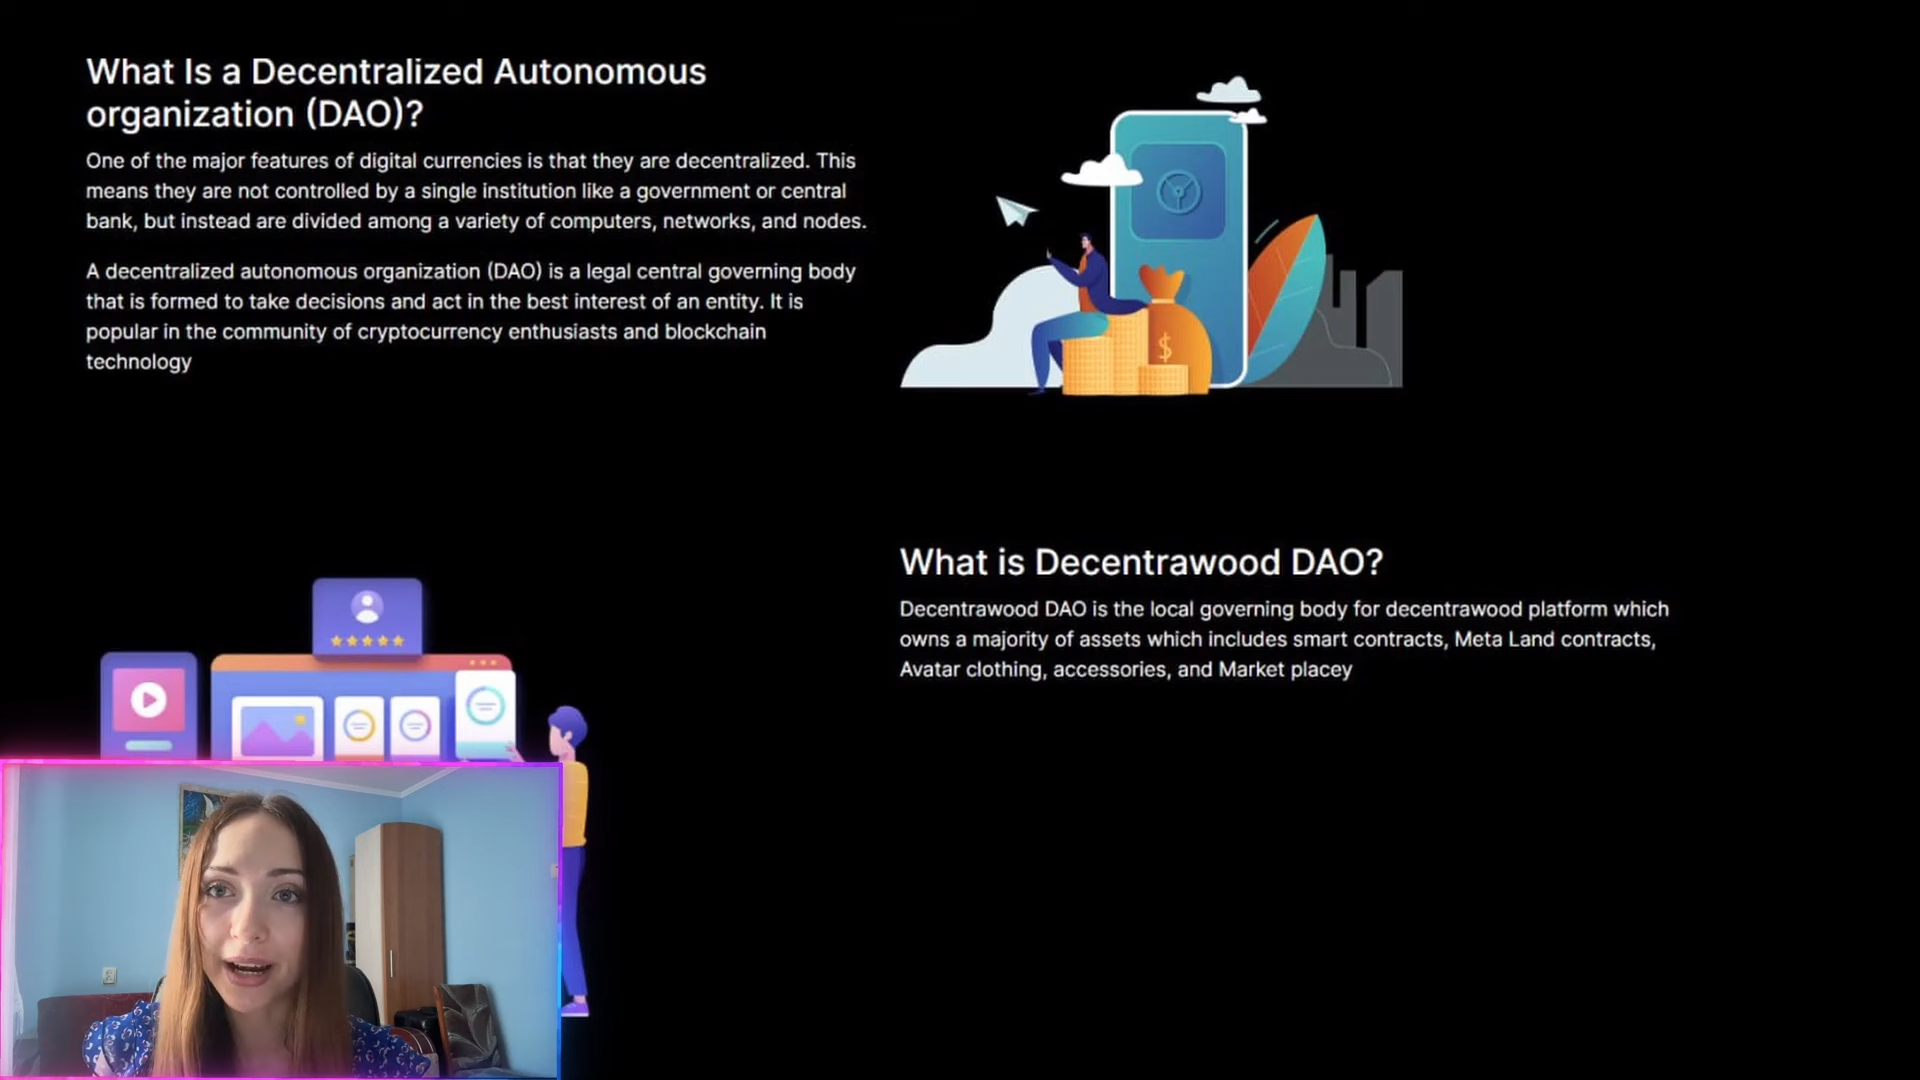 What Is a Decentralized Autonomous
organization (DAO)?
One of the major features of digital currencies is that they are decentralized. This
means they are not controlled by a single institution like a government or central
bank, but instead are divided among a variety of computers, networks, and nodes.
A decentralized autonomous organization (DAO) is a legal central governing body
that is formed to take decisions and act in the best interest of an entity. It is
popular in the community of cryptocurrency enthusiasts and blockchain
technology
$
What is Decentrawood DAO?
Decentrawood DAO is the local governing body for decentrawood platform which
owns a majority of assets which includes smart contracts, Meta Land contracts,
Avatar clothing, accessories, and Market placey